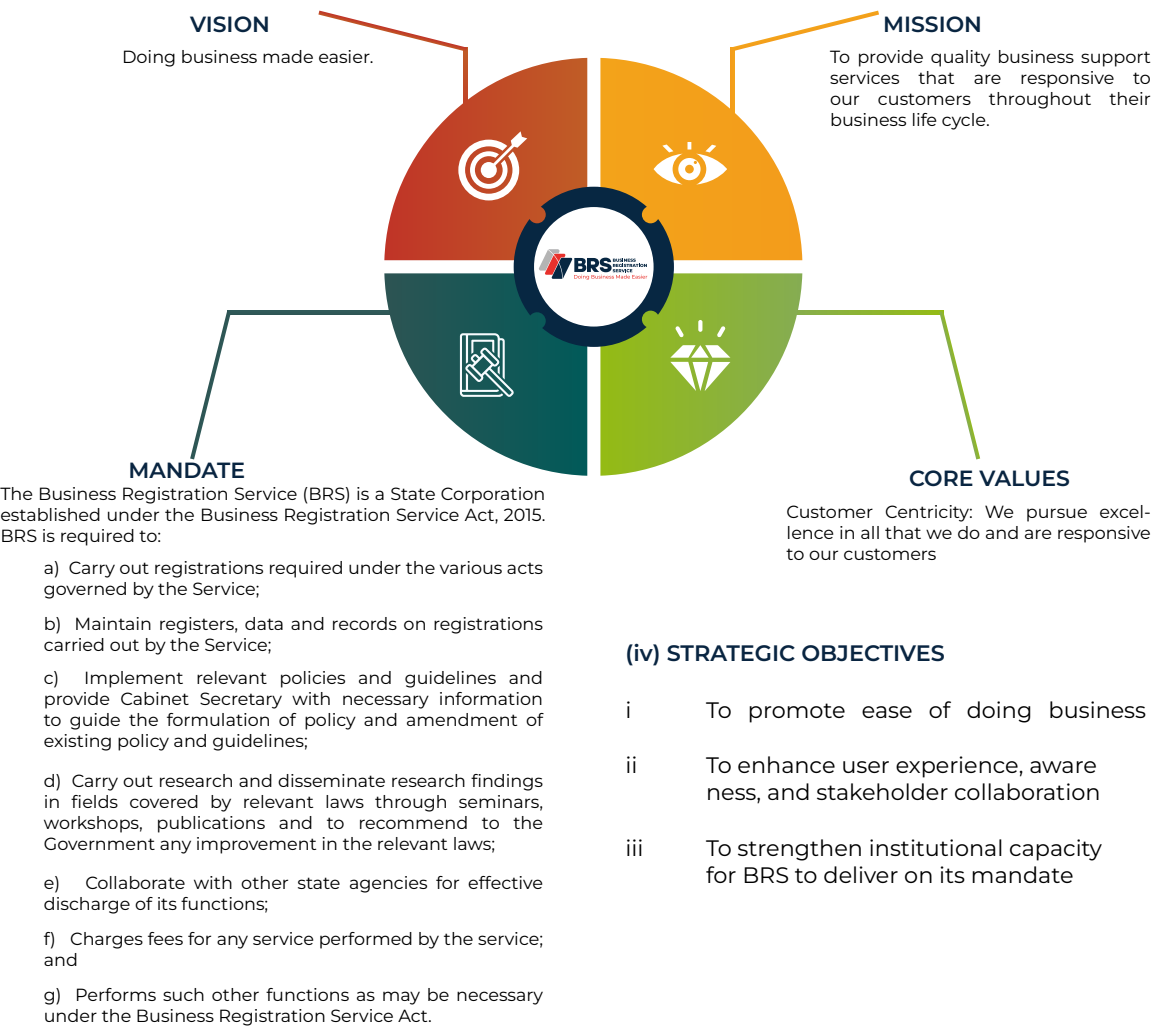 VISION
Doing business made easier.
MISSION
To provide quality business support
services that are responsive to
our customers throughout their
business life cycle.
BRS BUSINESS
REGISTRATION
SERVICE
Doing Business Made Easier
MANDATE
The Business Registration Service (BRS) is a State Corporation
established under the Business Registration Service Act, 2015.
BRS is required to:
a) Carry out registrations required under the various acts
governed by the Service;
b) Maintain registers, data and records on registrations
carried out by the Service;
c) Implement relevant policies and guidelines and
provide Cabinet Secretary with necessary information
to guide the formulation of policy and amendment of
existing policy and guidelines;
d) Carry out research and disseminate research findings
in fields covered by relevant laws through seminars,
workshops, publications and to recommend to the
Government any improvement in the relevant laws;
e) Collaborate with other state agencies for effective
discharge of its functions;
f) Charges fees for any service performed by the service;
and
g) Performs such other functions as may be necessary
under the Business Registration Service Act.
CORE VALUES
Customer Centricity: We pursue excel-
lence in all that we do and are responsive
to our customers
(iv) STRATEGIC OBJECTIVES
i To promote ease of doing business
ii To enhance user experience, aware
ness, and stakeholder collaboration
iii To strengthen institutional capacity
for BRS to deliver on its mandate